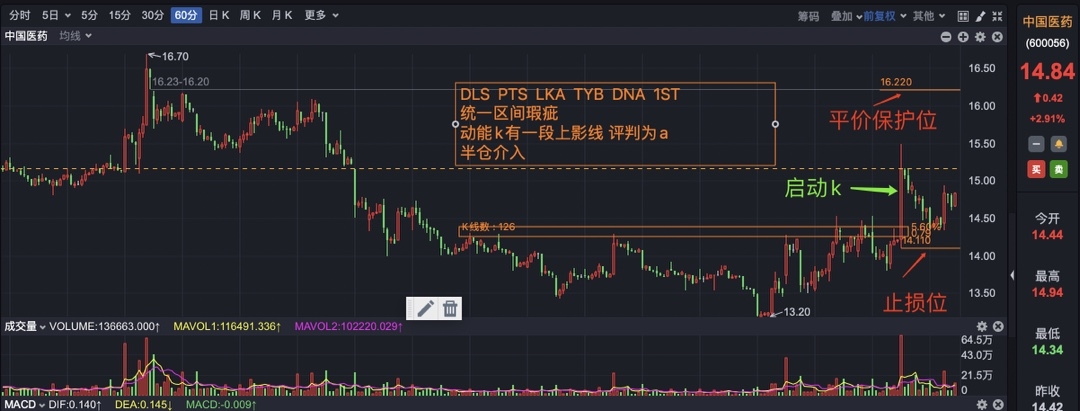 分时 5日 5分 15分 30分 60分 日K 周K 月K 更多 筹码 叠加 前复权 其他
中国医药 均线
16.70
16.23-16.20
DLS PTS LKA TYB DNA 1ST
统一区间瑕疵
动能k有一段上影线 评判为a
半仓介入
16.220
平价保护位
启动k
K线数:126
5.60%
0.79
14.110
止损位
13.20
16.50
16.00
15.50
15.00
14.50
14.00
13.50
成交量 VOLUME:136663.000↑ MAVOL1:116491.336↑ MAVOL2:102220.029↑
64.5万
43.0万
21.5万
0
MACD DIF:0.140↑ DEA:0.145↓ MACD:-0.009↑
中国医药
(600056)
14.84
↑0.42
+2.91%
买 卖
今开
14.44
最高
14.94
最低
14.34
昨收
14.42